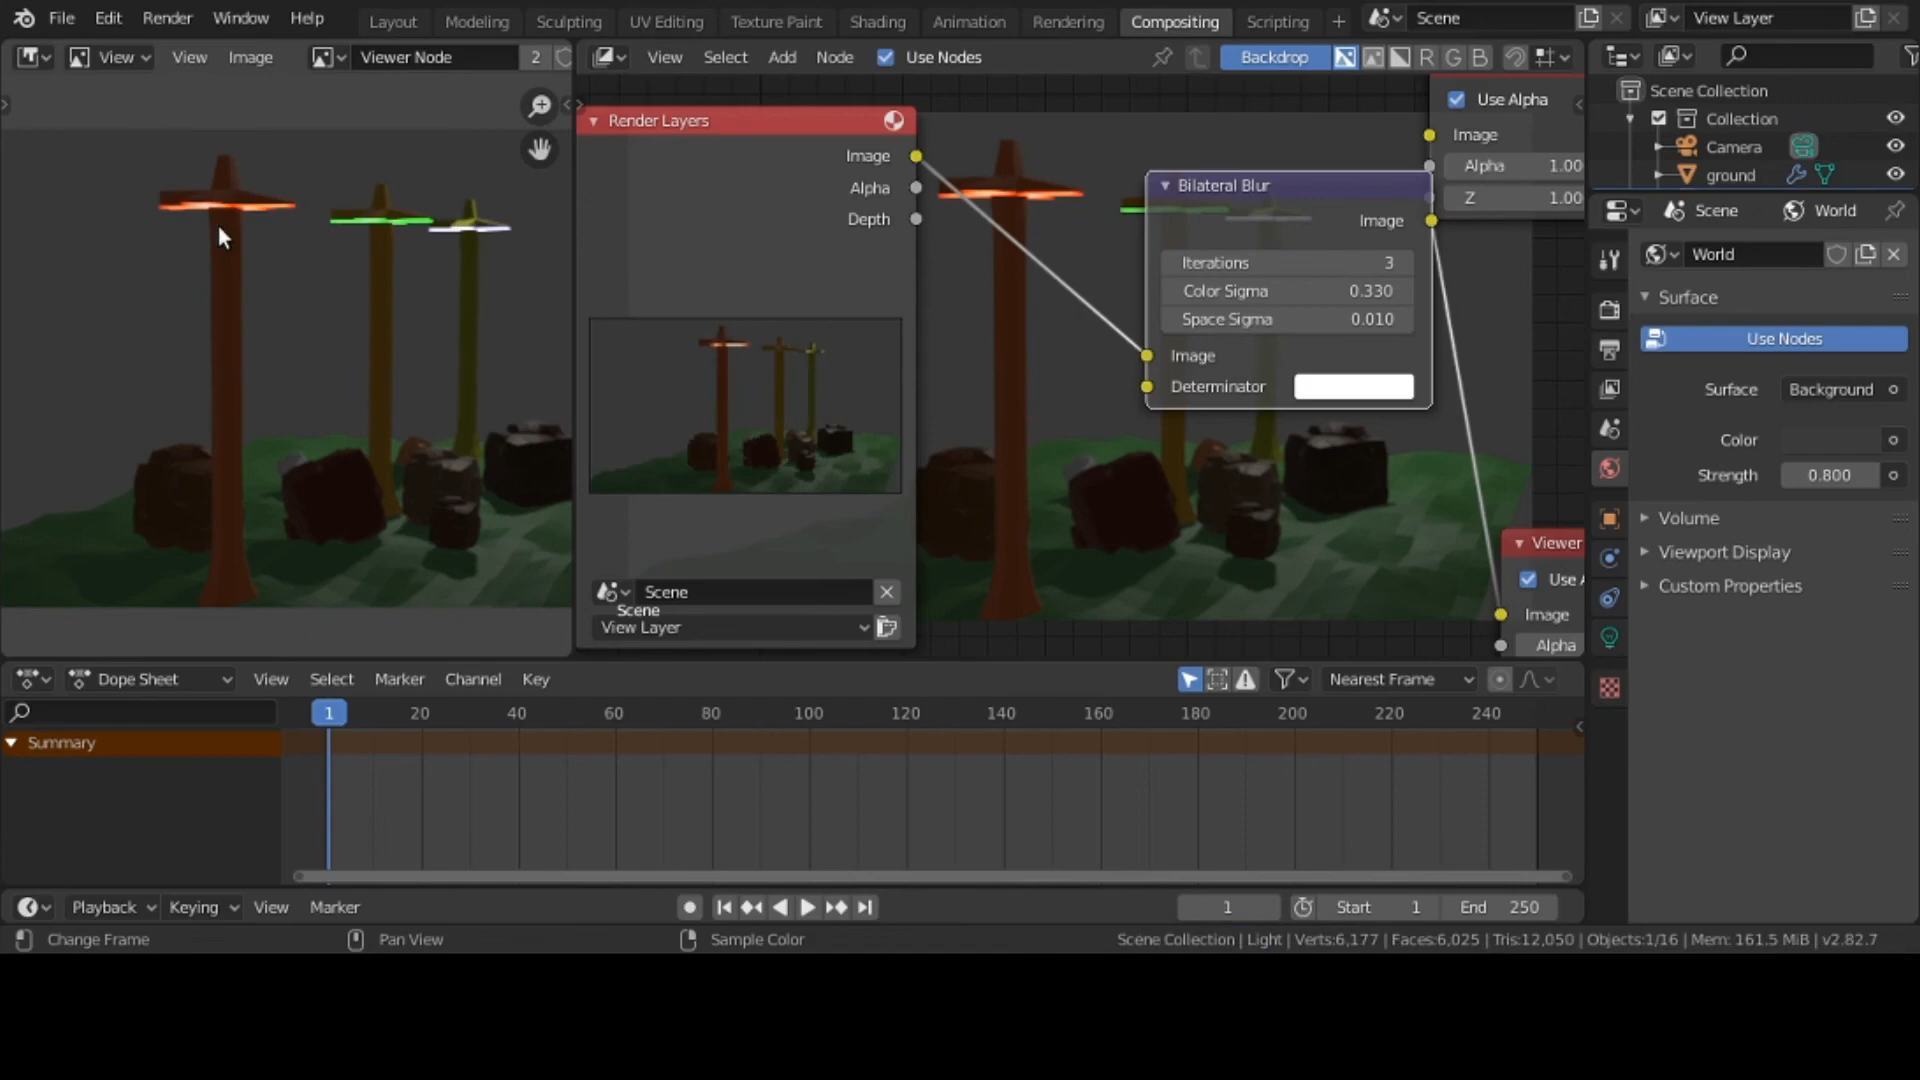 File Edit Render Window Help Layout Modeling Sculpting UV Editing Texture Paint Shading Animation Rendering Compositing Scripting + Scene View Layer
View View Image Viewer Node 2 View Select Add Node Use Nodes Backdrop R G B
Scene Collection
Collection
Camera
ground
Render Layers
Image
Alpha
Depth
Scene
Scene
View Layer
Bilateral Blur
Image
Iterations 3
Color Sigma 0.330
Space Sigma 0.010
Image
Determinator
Use Alpha
Image
Alpha 1.00
Z 1.00
Viewer
Use A
Image
Alpha
Scene World
World
Surface
Use Nodes
Surface Background
Color
Strength 0.800
Volume
Viewport Display
Custom Properties
Dope Sheet View Select Marker Channel Key Nearest Frame
1 20 40 60 80 100 120 140 160 180 200 220 240
Summary
Playback Keying View Marker 1 Start 1 End 250
Change Frame Pan View Sample Color Scene Collection | Light | Verts:6,177 | Faces:6,025 | Tris:12,050 | Objects:1/16 | Mem: 161.5 MiB | v2.82.7